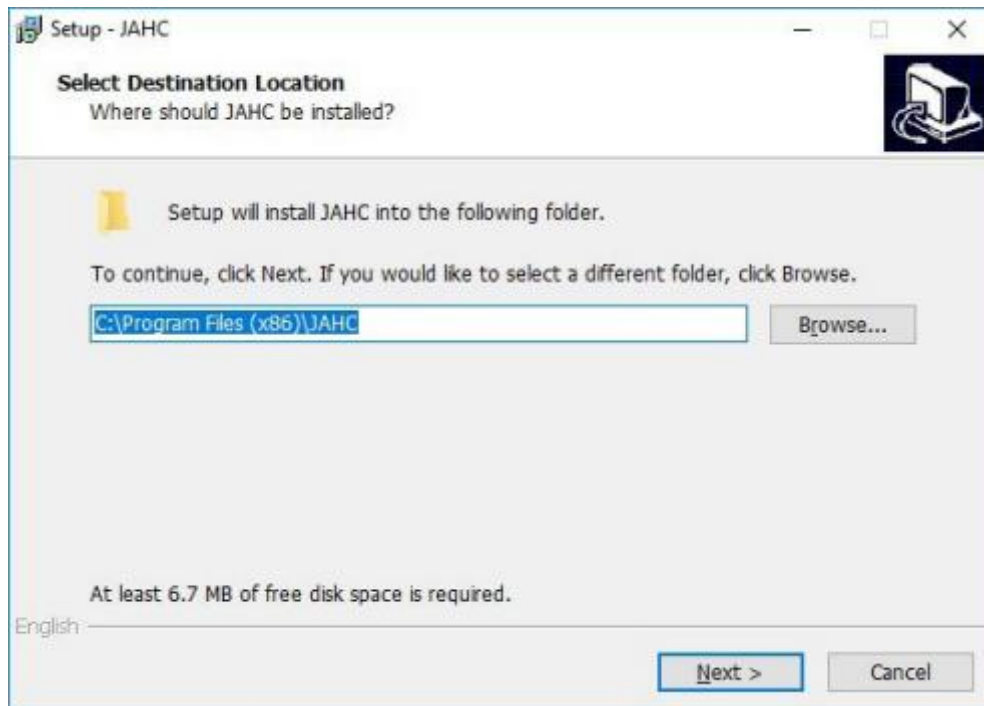 Setup - JAHC
Select Destination Location
Where should JAHC be installed?
Setup will install JAHC into the following folder.
To continue, click Next. If you would like to select a different folder, click Browse.
C:\Program Files (x86)\JAHC
Browse...
At least 6.7 MB of free disk space is required.
English
Next >
Cancel